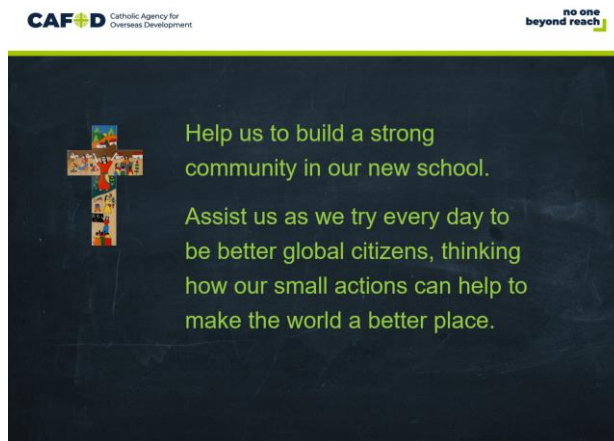 CAFOD
Catholic Agency for
Overseas Development
no one
beyond reach
Help us to build a strong
community in our new school.
Assist us as we try every day to
be better global citizens, thinking
how our small actions can help to
make the world a better place.